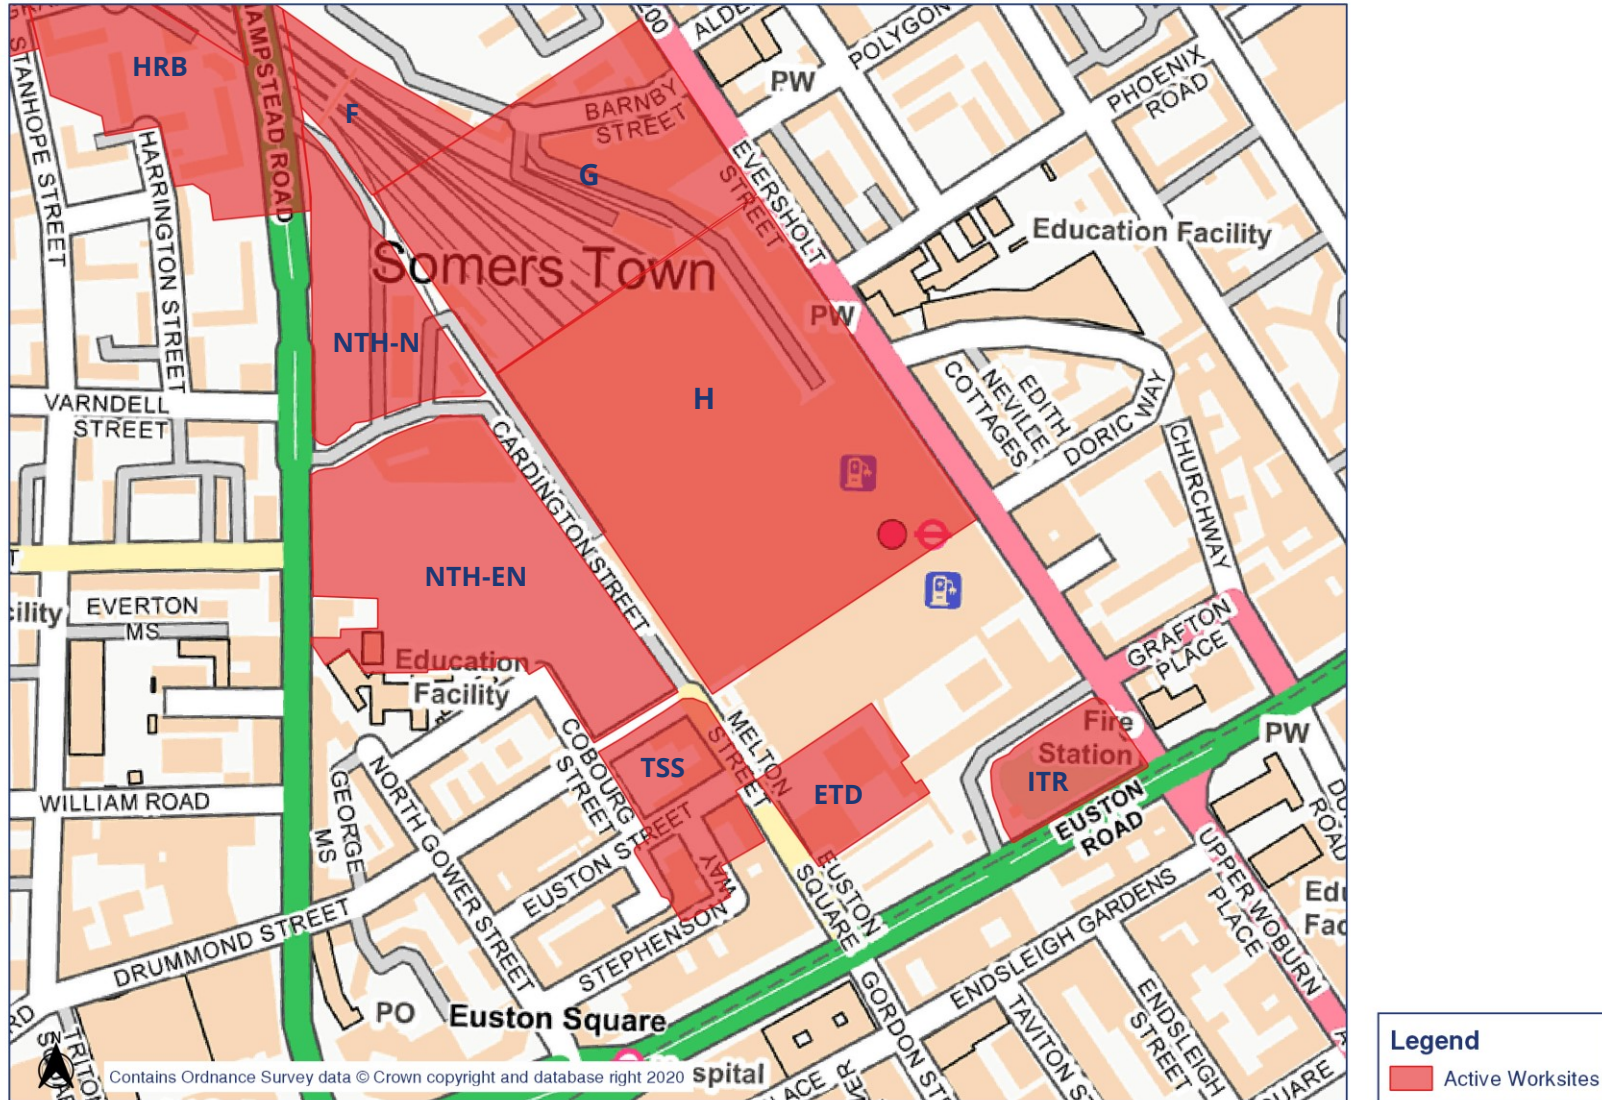 HRB
F
HAMPSTEAD ROAD
STANHOPE STREET
HARRINGTON STREET
BARNBY
STREET
G
EVERSHOLT
STREET
PW
POLYGON
PHOENIX
ROAD
Education Facility
Somers Town
NTH-N
PW
H
VARNDELL
STREET
COTTAGES
EDITH
NEVILLE
DORIC WAY
CHURCHWAY
CARDINGTON STREET
NTH-EN
EVERTON
MS
Education
Facility
GRAFTON
PLACE
Fire
Station
ITR
PW
TSS
MELTON
STREET
ETD
COBOURG
STREET
EUSTON STREET
WAY
STEPHENSON
EUSTON
SQUARE
EUSTON
ROAD
WILLIAM ROAD
GEORGE
MS
NORTH GOWER STREET
DRUMMOND STREET
UPPER WOBURN
PLACE
ENDSLEIGH GARDENS
ENDSLEIGH
STREET
PO
Euston Square
Contains Ordnance Survey data © Crown copyright and database right 2020
Legend
Active Worksites